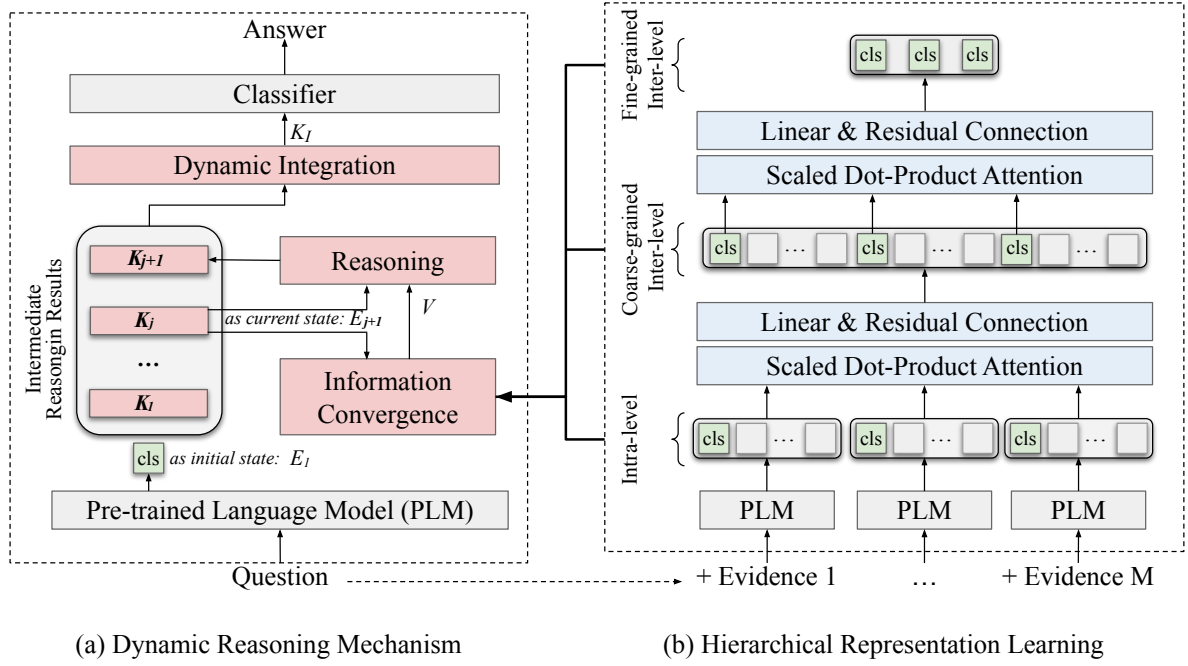 Answer
Classifier
K_I
Dynamic Integration
Intermediate
Reasongin Results
K_{j+1}
K_j
...
K_I
Reasoning
as current state: E_{j+1}
V
Information
Convergence
cls as initial state: E_1
Pre-trained Language Model (PLM)
Question
(a) Dynamic Reasoning Mechanism
Fine-grained
Inter-level
cls cls cls
Linear & Residual Connection
Scaled Dot-Product Attention
Coarse-grained
Inter-level
cls ... cls ... cls ...
Linear & Residual Connection
Scaled Dot-Product Attention
Intra-level
cls ... cls ... cls ...
PLM PLM PLM
+ Evidence 1 ... + Evidence M
(b) Hierarchical Representation Learning